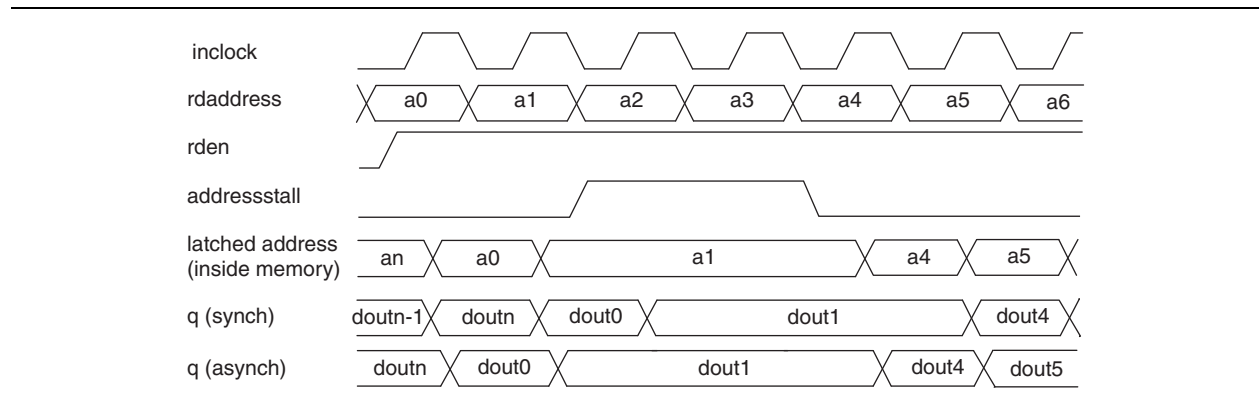 inclock
rdaddress a0 a1 a2 a3 a4 a5 a6
rden
addressstall
latched address
(inside memory) an a0 a1 a4 a5
q (synch) doutn-1 doutn dout0 dout1 dout4
q (asynch) doutn dout0 dout1 dout4 dout5